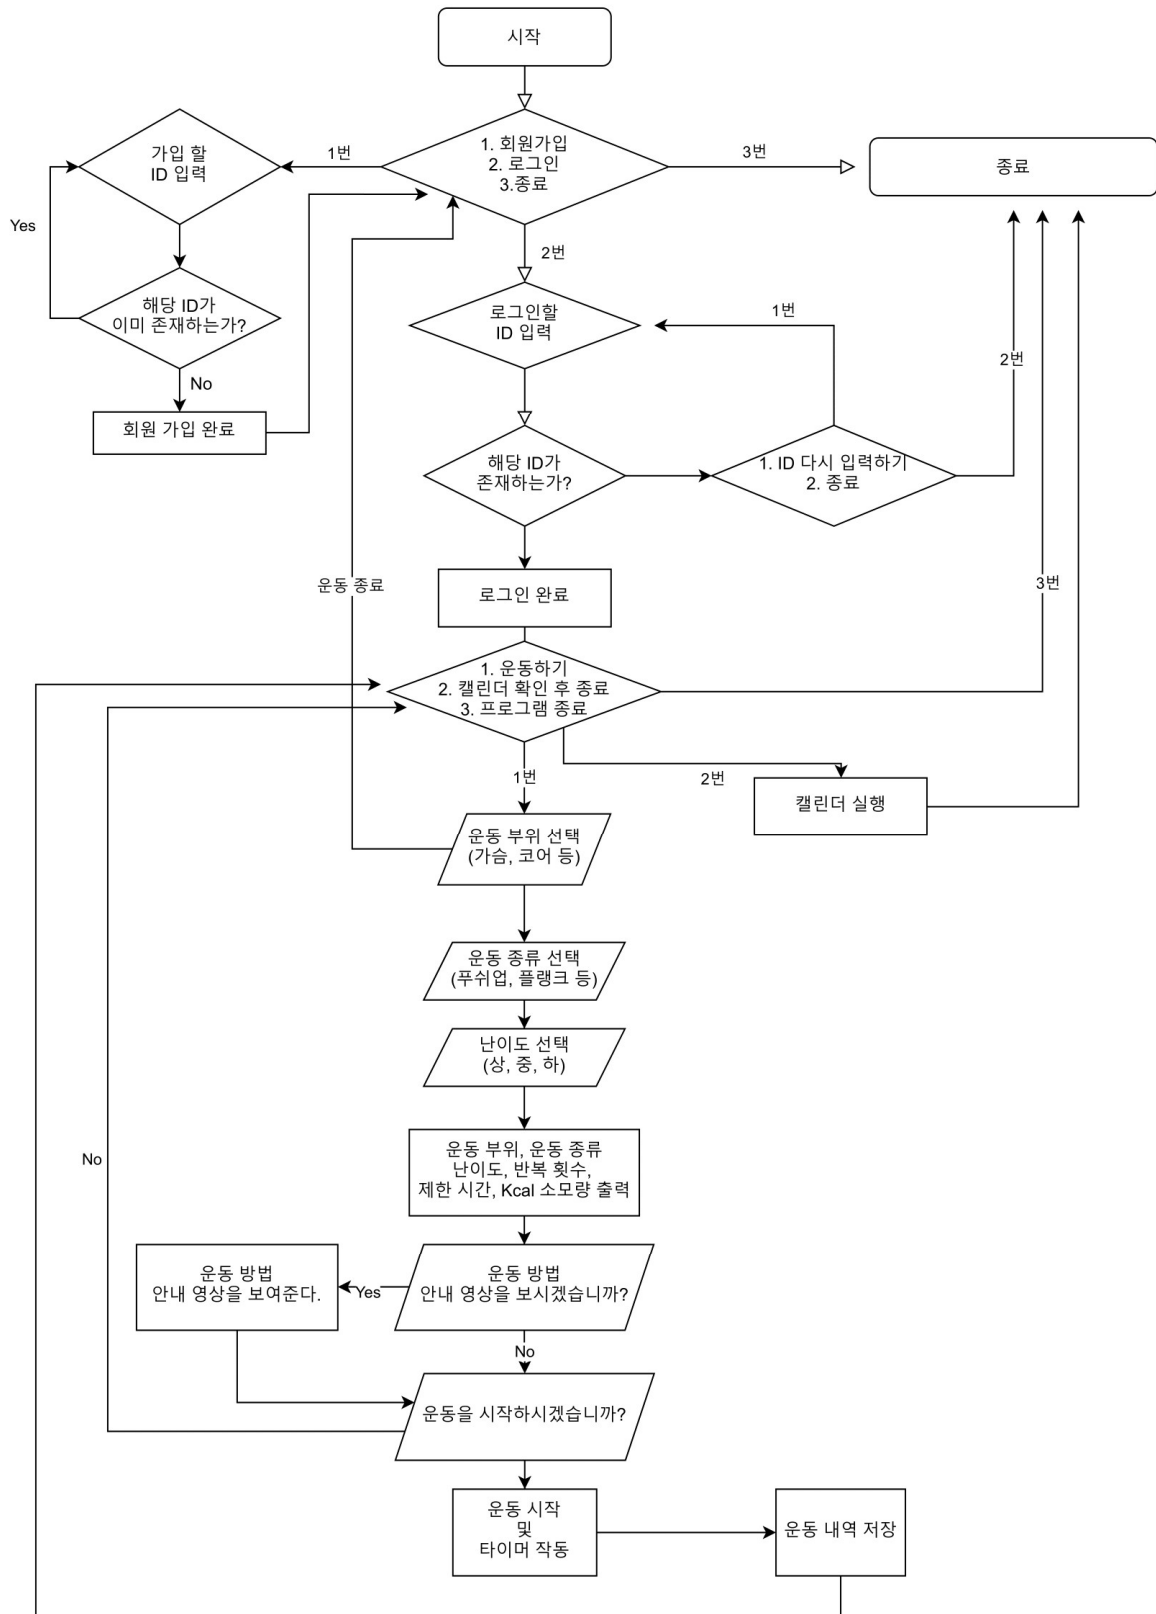 시작
1. 회원가입
2. 로그인
3.종료
1번
3번
종료
가입 할
ID 입력
Yes
2번
해당 ID가
이미 존재하는가?
로그인할
ID 입력
1번
2번
No
회원 가입 완료
해당 ID가
존재하는가?
1. ID 다시 입력하기
2. 종료
운동 종료
로그인 완료
3번
1. 운동하기
2. 캘린더 확인 후 종료
3. 프로그램 종료
1번
2번
캘린더 실행
운동 부위 선택
(가슴, 코어 등)
운동 종류 선택
(푸쉬업, 플랭크 등)
난이도 선택
(상, 중, 하)
No
운동 부위, 운동 종류
난이도, 반복 횟수,
제한 시간, Kcal 소모량 출력
운동 방법
안내 영상을 보여준다.
Yes
운동 방법
안내 영상을 보시겠습니까?
No
운동을 시작하시겠습니까?
운동 시작
및
타이머 작동
운동 내역 저장